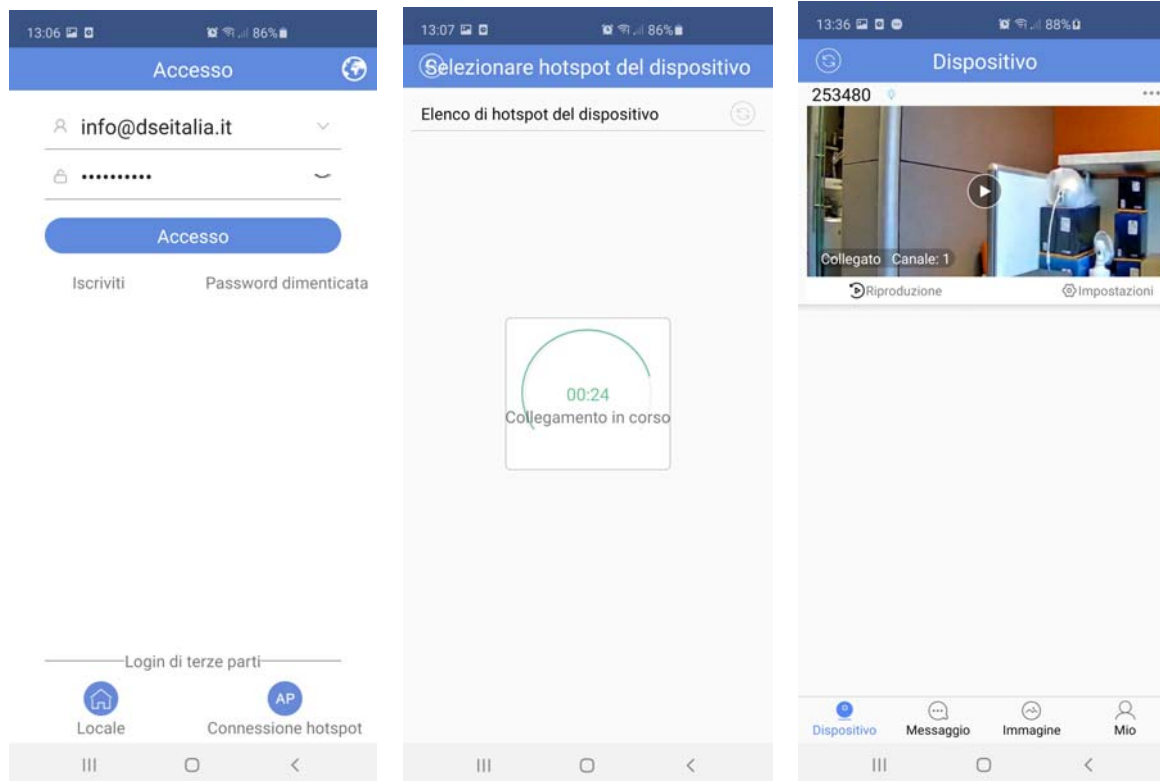 13:06 86%
Accesso
info@dseitalia.it
••••••••••
Accesso
Iscriviti Password dimenticata
Login di terze parti
AP
Locale Connessione hotspot
13:07 86%
Selezionare hotspot del dispositivo
Elenco di hotspot del dispositivo
00:24
Collegamento in corso
13:36 88%
Dispositivo
253480
Collegato Canale: 1
Riproduzione Impostazioni
Dispositivo Messaggio Immagine Mio